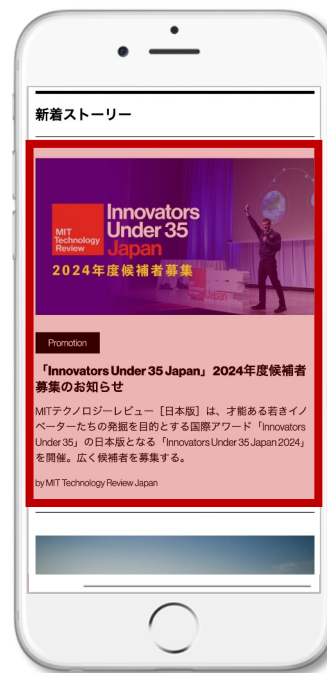 新着ストーリー
MIT
Technology
Review
Innovators
Under 35
Japan
2024年度候補者募集
Promotion
「Innovators Under 35 Japan」2024年度候補者
募集のお知らせ
MITテクノロジーレビュー［日本版］は、才能ある若きイノ
ベーターたちの発掘を目的とする国際アワード「Innovators
Under 35」の日本版となる「Innovators Under 35 Japan 2024」
を開催。広く候補者を募集する。
by MIT Technology Review Japan